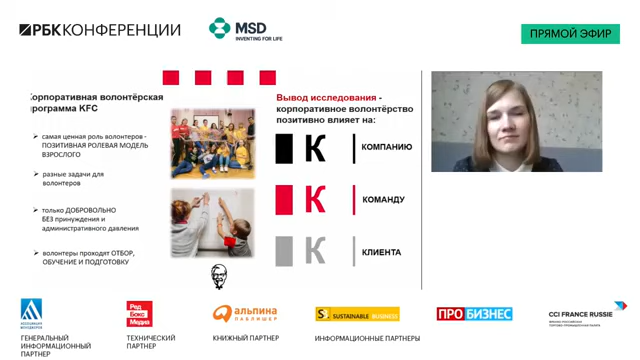 РБК КОНФЕРЕНЦИИ
MSD
INVENTING FOR LIFE
ПРЯМОЙ ЭФИР
Корпоративная волонтёрская
программа KFC
самая ценная роль волонтеров -
ПОЗИТИВНАЯ РОЛЕВАЯ МОДЕЛЬ
ВЗРОСЛОГО
разные задачи для
волонтеров
только ДОБРОВОЛЬНО
БЕЗ принуждения и
административного давления
волонтеры проходят ОТБОР,
ОБУЧЕНИЕ И ПОДГОТОВКУ
Вывод исследования -
корпоративное волонтёрство
позитивно влияет на:
К КОМПАНИЮ
К КОМАНДУ
К КЛИЕНТА
АССОЦИАЦИЯ
МЕНЕДЖЕРОВ
ГЕНЕРАЛЬНЫЙ
ИНФОРМАЦИОННЫЙ
ПАРТНЕР
Ред
Бокс
Медиа
ТЕХНИЧЕСКИЙ
ПАРТНЕР
альпина
ПАБЛИШЕР
КНИЖНЫЙ ПАРТНЕР
SUSTAINABLE BUSINESS
ИНФОРМАЦИОННЫЕ ПАРТНЕРЫ
ПРО БИЗНЕС
CCI FRANCE RUSSIE